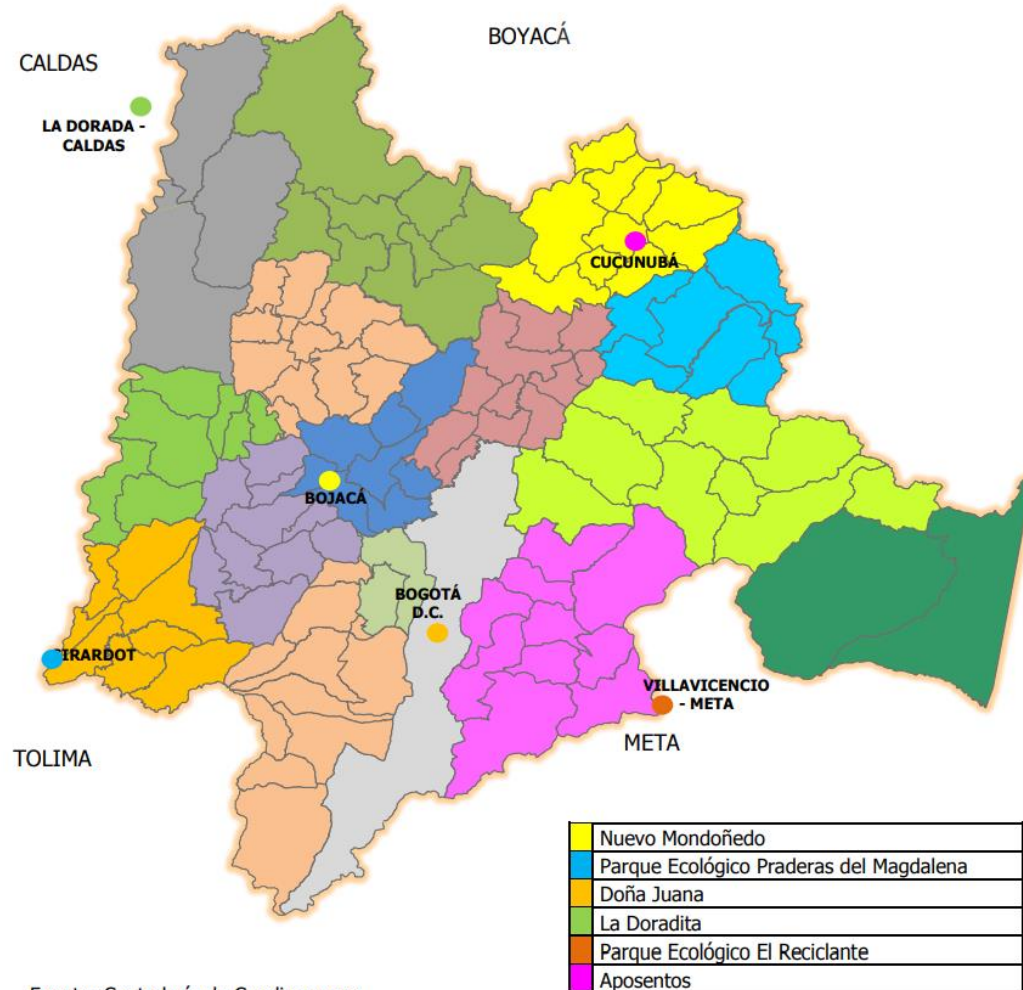 BOYACÁ
CALDAS
LA DORADA -
CALDAS
CUCUNUBÁ
BOJACÁ
BOGOTÁ
D.C.
GIRARDOT
VILLAVICENCIO
- META
META
TOLIMA
Nuevo Mondoñedo
Parque Ecológico Praderas del Magdalena
Doña Juana
La Doradita
Parque Ecológico El Reciclante
Aposentos